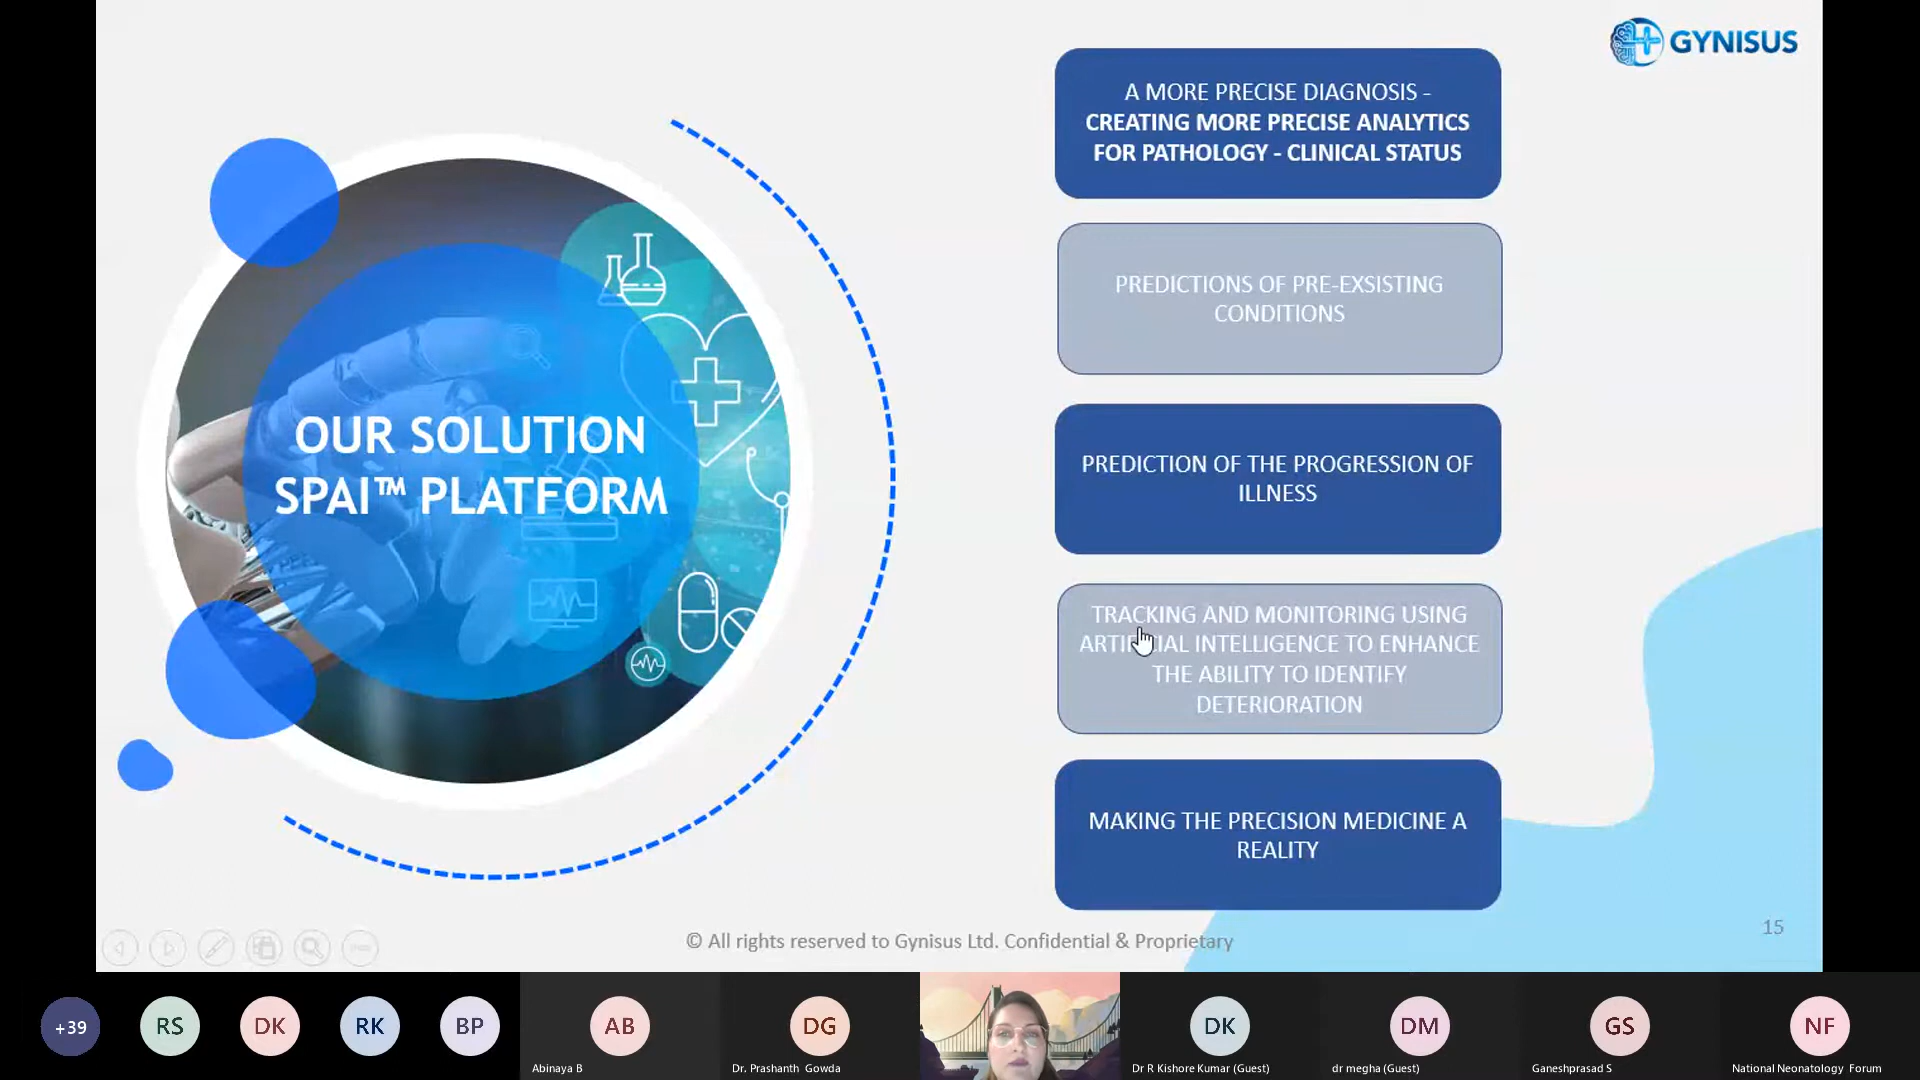 GYNISUS
A MORE PRECISE DIAGNOSIS -
CREATING MORE PRECISE ANALYTICS
FOR PATHOLOGY - CLINICAL STATUS
PREDICTIONS OF PRE-EXSISTING
CONDITIONS
OUR SOLUTION
SPAI™ PLATFORM
PREDICTION OF THE PROGRESSION OF
ILLNESS
TRACKING AND MONITORING USING
ARTIFICIAL INTELLIGENCE TO ENHANCE
THE ABILITY TO IDENTIFY
DETERIORATION
MAKING THE PRECISION MEDICINE A
REALITY
© All rights reserved to Gynisus Ltd. Confidential & Proprietary
15
+39
RS
DK
RK
BP
AB
DG
DK
DM
GS
NF
Abinaya B
Dr. Prashanth Gowda
Dr R Kishore Kumar (Guest)
dr megha (Guest)
Ganeshprasad S
National Neonatology Forum